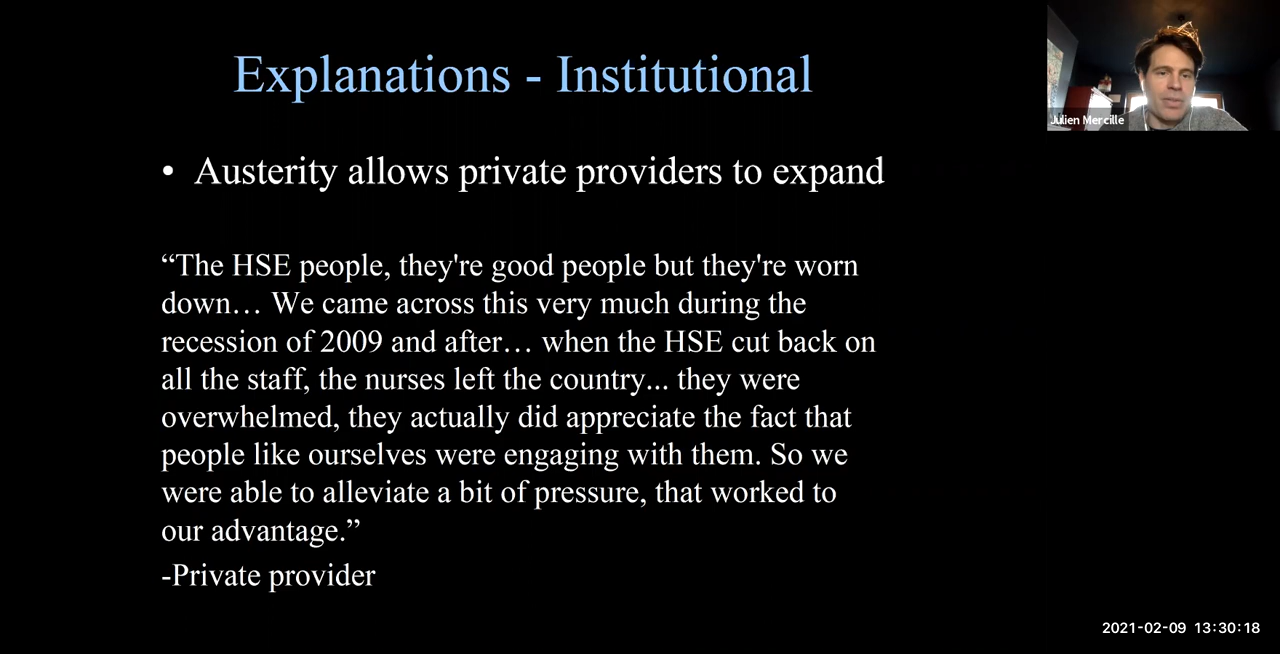 Explanations - Institutional
Julien Mercille
• Austerity allows private providers to expand
“The HSE people, they're good people but they're worn
down… We came across this very much during the
recession of 2009 and after… when the HSE cut back on
all the staff, the nurses left the country... they were
overwhelmed, they actually did appreciate the fact that
people like ourselves were engaging with them. So we
were able to alleviate a bit of pressure, that worked to
our advantage.”
-Private provider
2021-02-09 13:30:18